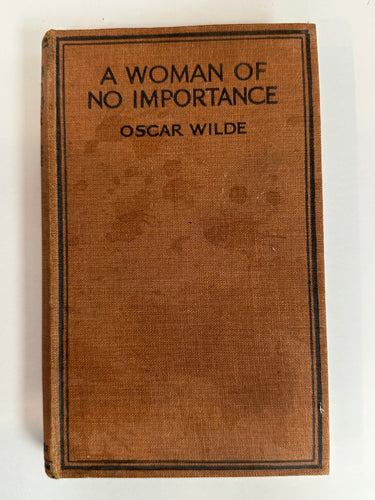 A WOMAN OF
NO IMPORTANCE
OSCAR WILDE